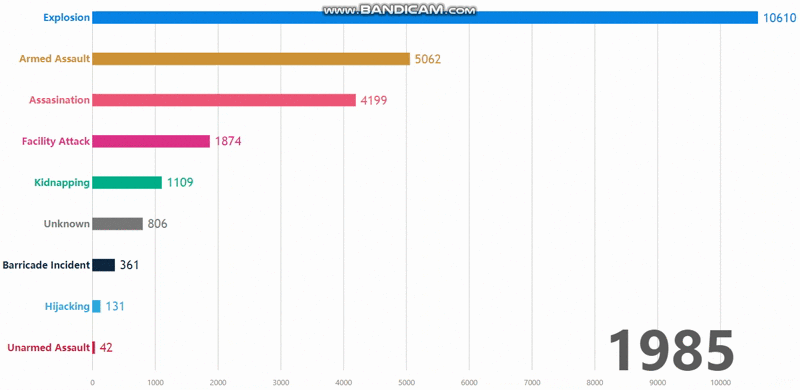 www.BANDICAM.com
Explosion 10610
Armed Assault 5062
Assasination 4199
Facility Attack 1874
Kidnapping 1109
Unknown 806
Barricade Incident 361
Hijacking 131
Unarmed Assault 42
1985
0 1000 2000 3000 4000 5000 6000 7000 8000 9000 10000